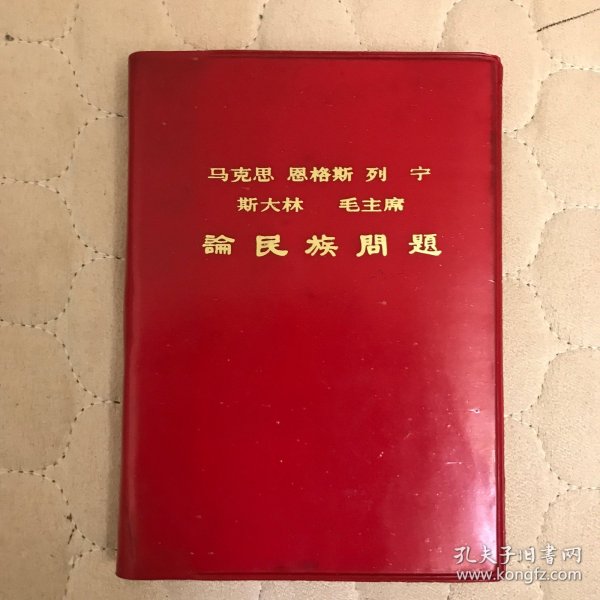 马克思 恩格斯 列 宁
斯大林 毛主席
論民族問題
孔夫子旧書网
www.kongfz.com